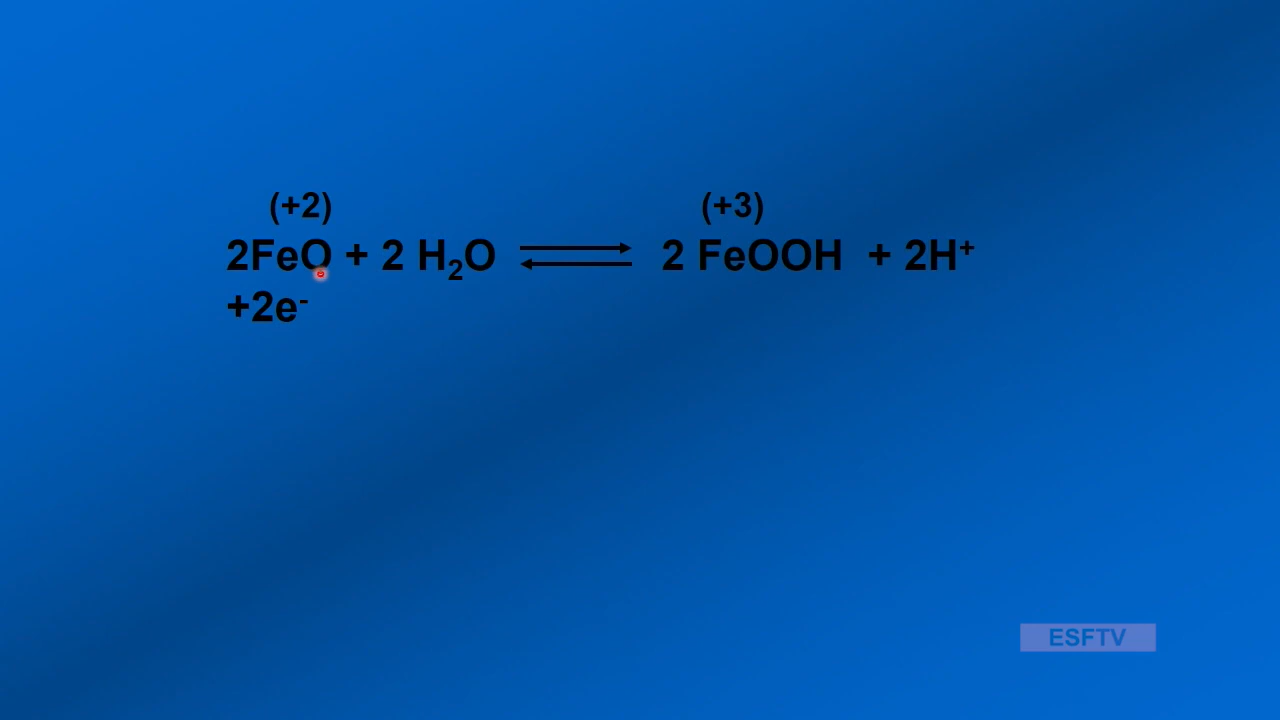 (+2) (+3)
2FeO + 2 H₂O ⇌ 2 FeOOH + 2H⁺
+2e⁻
ESFTV